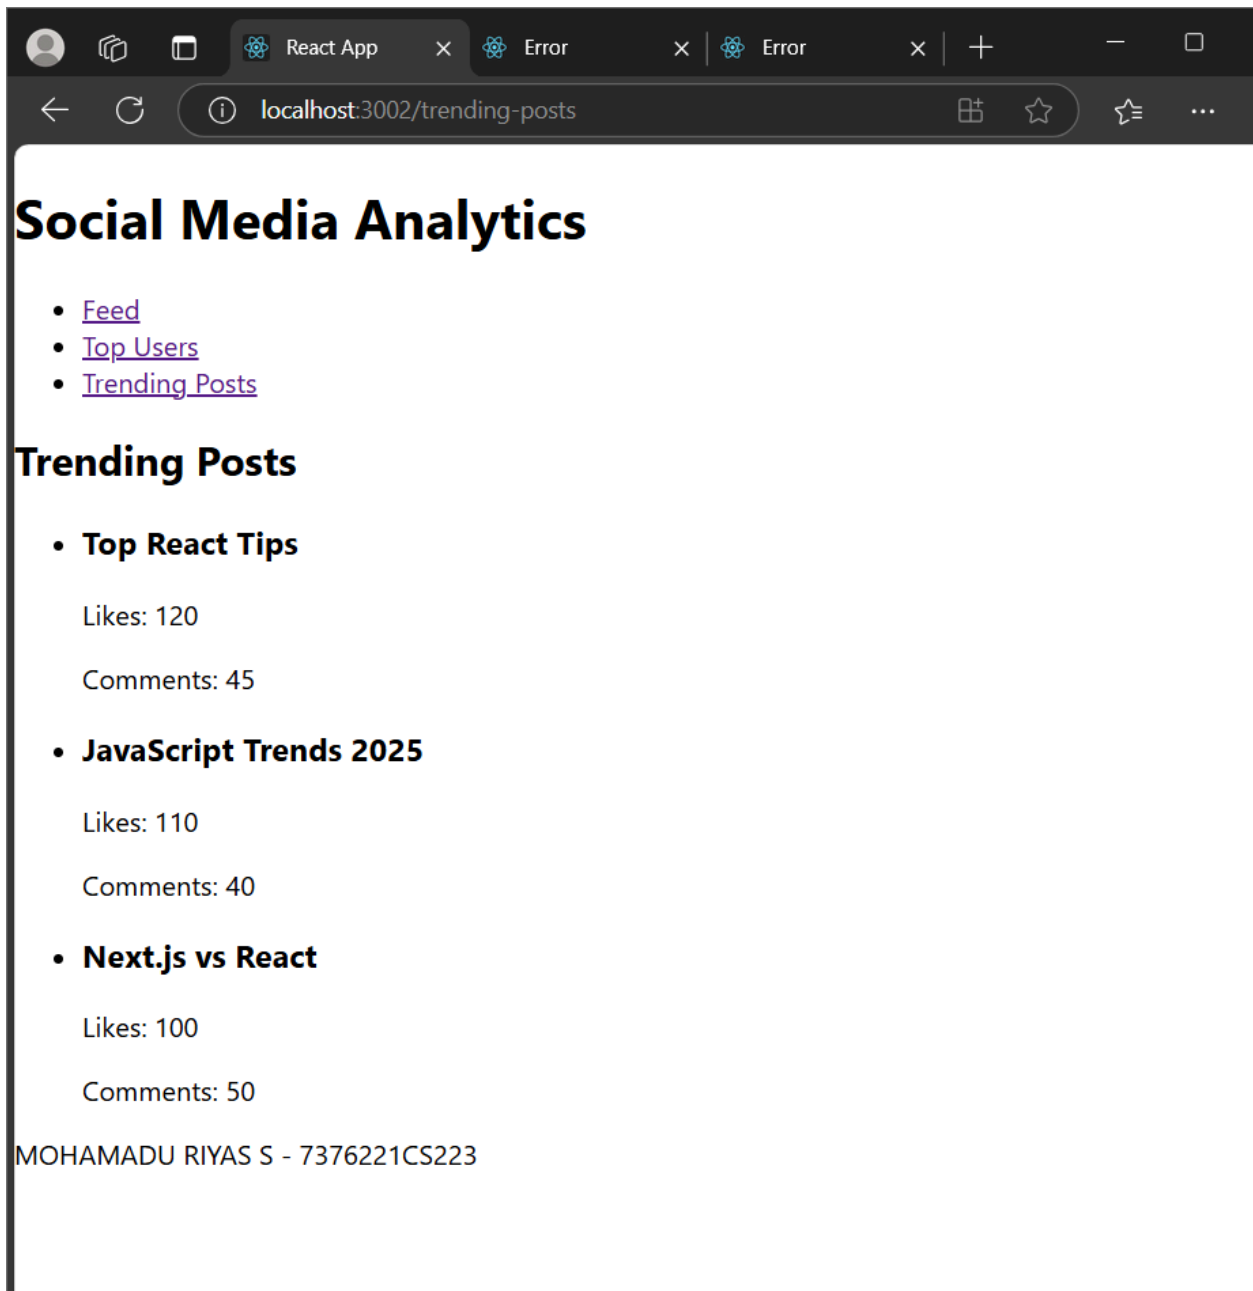 React App
Error
Error
localhost:3002/trending-posts
Social Media Analytics
Feed
Top Users
Trending Posts
Trending Posts
Top React Tips
Likes: 120
Comments: 45
JavaScript Trends 2025
Likes: 110
Comments: 40
Next.js vs React
Likes: 100
Comments: 50
MOHAMADU RIYAS S - 7376221CS223